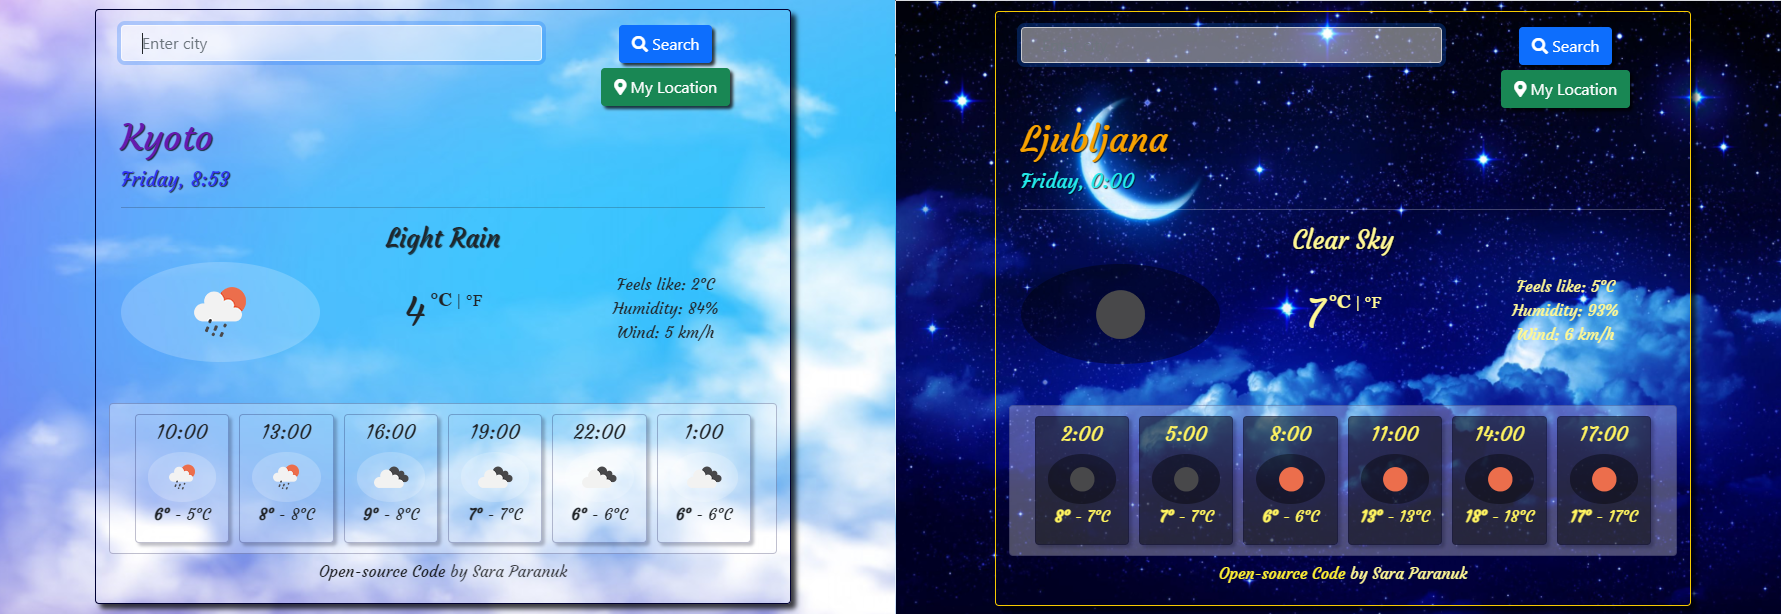 Enter city
Search
My Location
Kyoto
Friday, 8:53
Light Rain
4 °C | °F
Feels like: 2°C
Humidity: 84%
Wind: 5 km/h
10:00 13:00 16:00 19:00 22:00 1:00
6° - 5°C 8° - 8°C 9° - 8°C 7° - 7°C 6° - 6°C 6° - 6°C
Open-source Code by Sara Paranuk
Search
My Location
Ljubljana
Friday, 0:00
Clear Sky
7 °C | °F
Feels like: 5°C
Humidity: 93%
Wind: 6 km/h
2:00 5:00 8:00 11:00 14:00 17:00
8° - 7°C 7° - 7°C 6° - 6°C 13° - 13°C 18° - 18°C 17° - 17°C
Open-source Code by Sara Paranuk